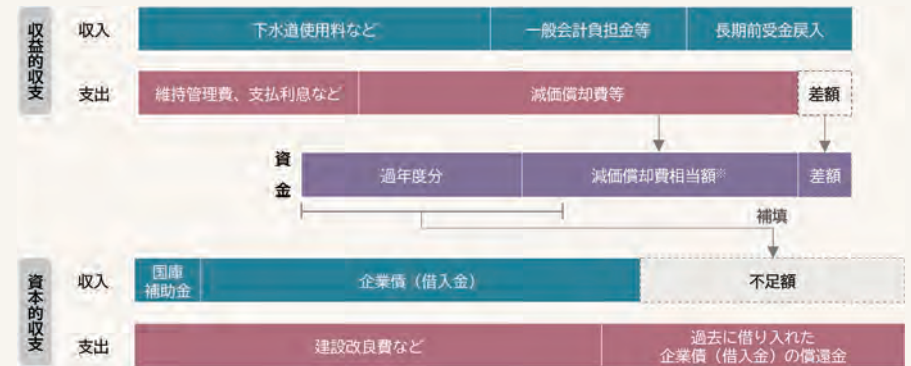 収益的収支
収入
下水道使用料など
一般会計負担金等
長期前受金戻入
支出
維持管理費、支払利息など
減価償却費等
差額
資金
過年度分
減価償却費相当額※
差額
補填
資本的収支
収入
国庫
補助金
企業債(借入金)
不足額
支出
建設改良費など
過去に借り入れた
企業債(借入金)の償還金